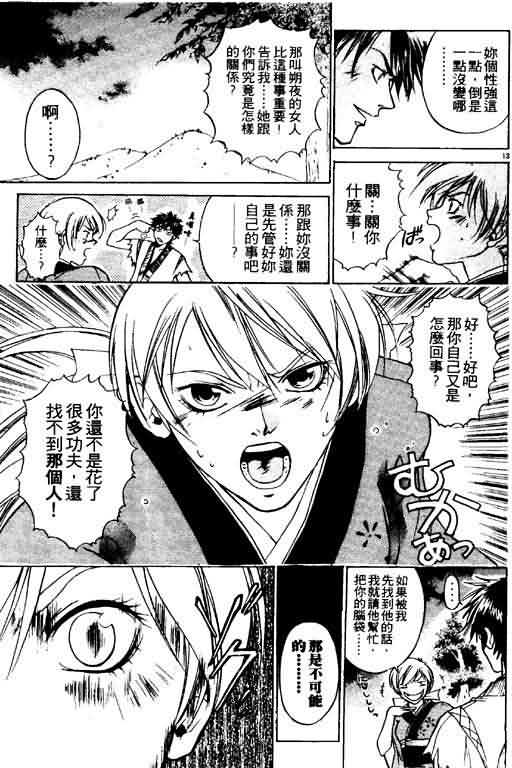 妳個性強這
一點，倒是
一點沒變哪
那叫朔夜的女人
比這種事重要！
告訴我……她跟
你們究竟是怎樣
的關係？
啊……
……？
13
關…關你
什麼事！
ばっ
那跟妳沒關
係…妳還
是先管好妳
自己的事吧
——？
什麼…？
好……好吧，
那你自己又是
怎麼回事？
你還不是花了
很多功夫，還
找不到那個人！
むかあっ
……
如果被我
先找到他的話，
我就請他幫忙
把你的腦袋……
那是不可能
的………